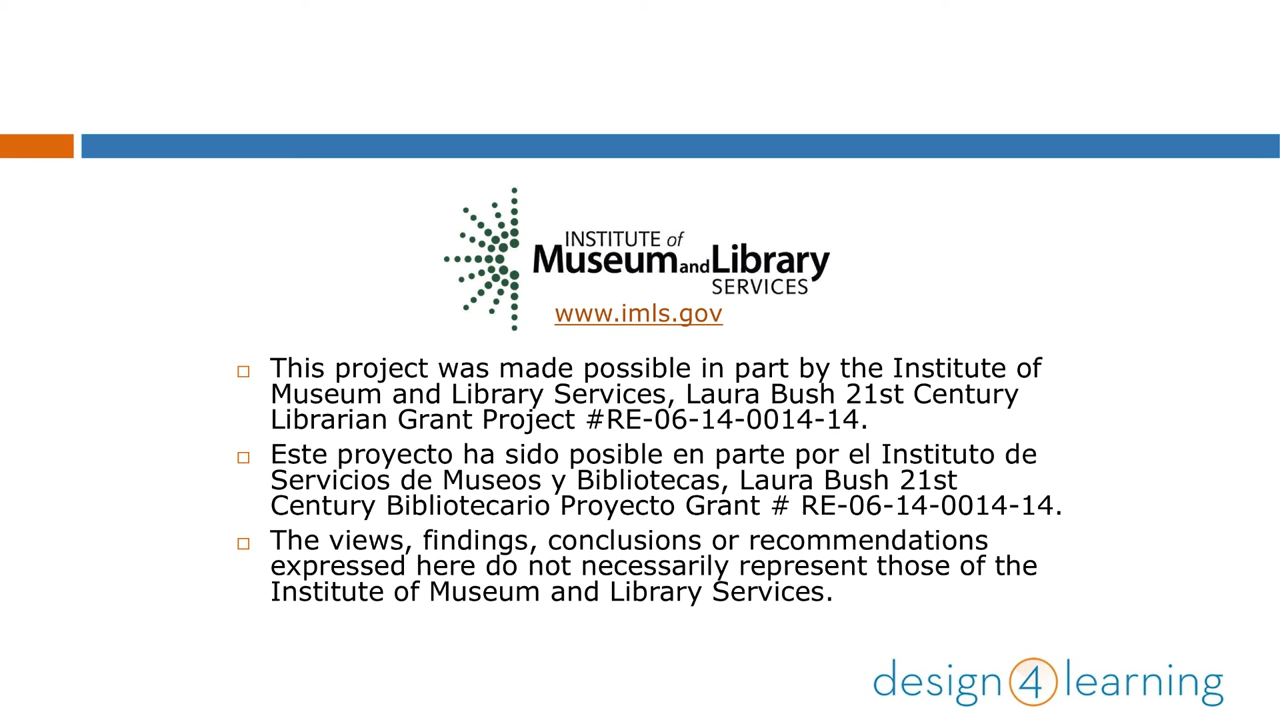 INSTITUTE of
Museum and Library
SERVICES
www.imls.gov
This project was made possible in part by the Institute of
Museum and Library Services, Laura Bush 21st Century
Librarian Grant Project #RE-06-14-0014-14.
Este proyecto ha sido posible en parte por el Instituto de
Servicios de Museos y Bibliotecas, Laura Bush 21st
Century Bibliotecario Proyecto Grant # RE-06-14-0014-14.
The views, findings, conclusions or recommendations
expressed here do not necessarily represent those of the
Institute of Museum and Library Services.
design 4 learning